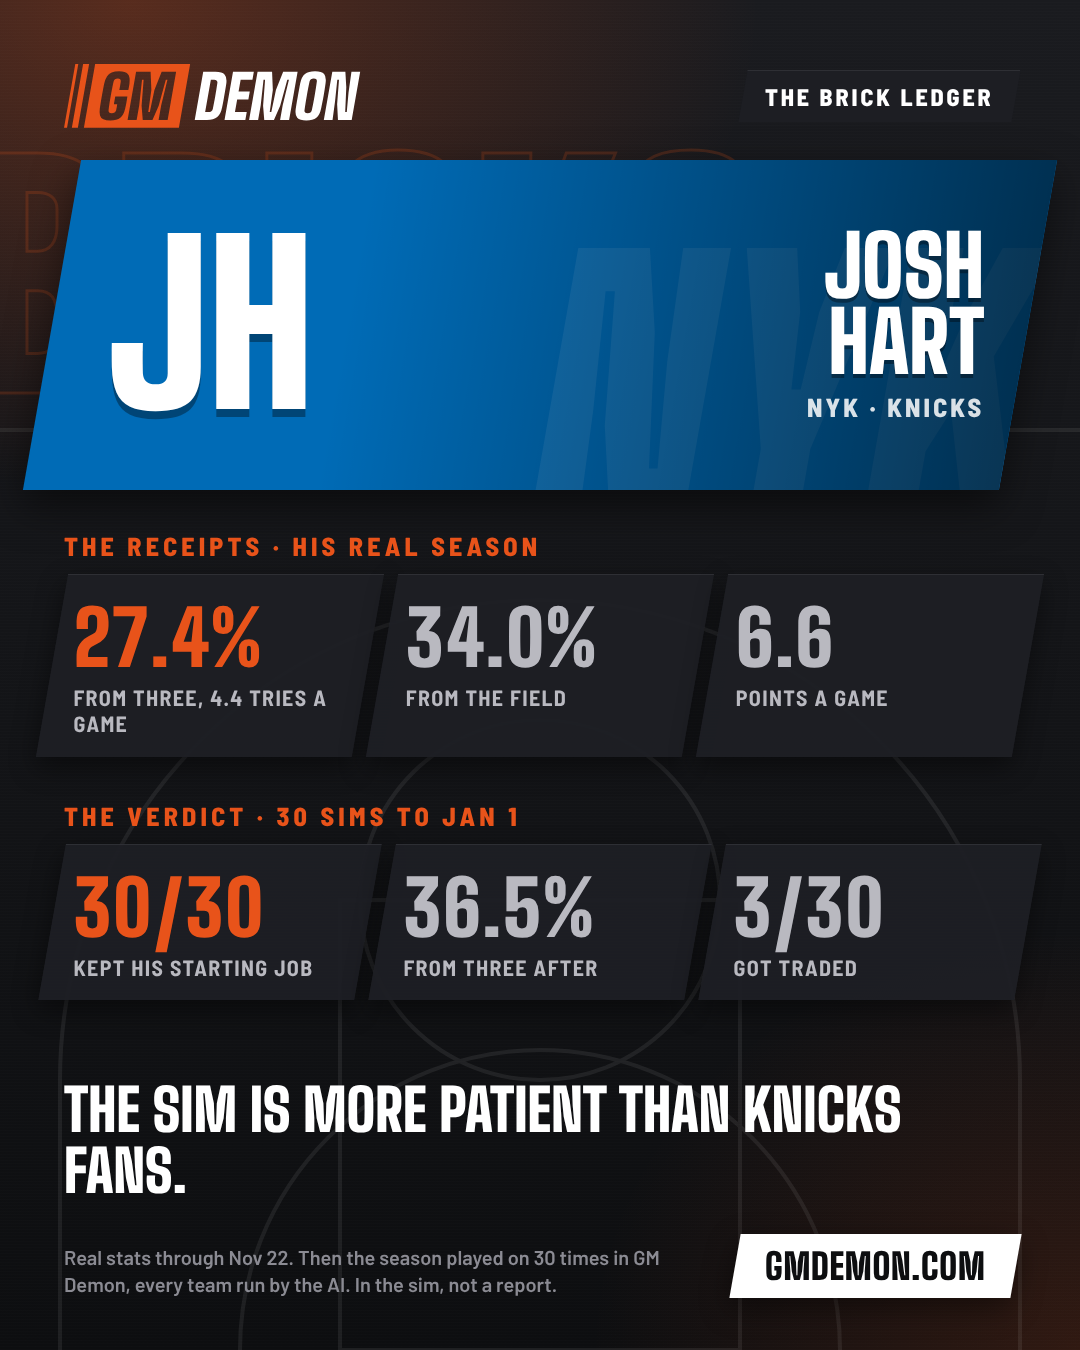 GM DEMON
THE BRICK LEDGER
JH
NYK
JOSH
HART
NYK · KNICKS
THE RECEIPTS · HIS REAL SEASON
27.4%
FROM THREE, 4.4 TRIES A
GAME
34.0%
FROM THE FIELD
6.6
POINTS A GAME
THE VERDICT · 30 SIMS TO JAN 1
30/30
KEPT HIS STARTING JOB
36.5%
FROM THREE AFTER
3/30
GOT TRADED
THE SIM IS MORE PATIENT THAN KNICKS
FANS.
Real stats through Nov 22. Then the season played on 30 times in GM
Demon, every team run by the AI. In the sim, not a report.
GMDEMON.COM